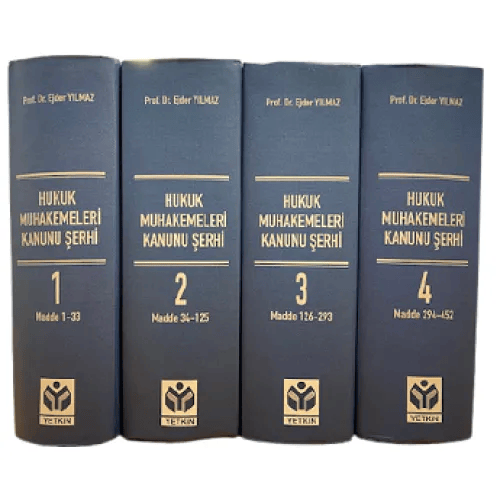 Prof. Dr. Ejder YILMAZ
HUKUK
MUHAKEMELERİ
KANUNU ŞERHİ
1
Madde 1-33
YETKİN
Prof. Dr. Ejder YILMAZ
HUKUK
MUHAKEMELERİ
KANUNU ŞERHİ
2
Madde 34-125
YETKİN
Prof. Dr. Ejder YILMAZ
HUKUK
MUHAKEMELERİ
KANUNU ŞERHİ
3
Madde 126-293
YETKİN
Prof. Dr. Ejder YILMAZ
HUKUK
MUHAKEMELERİ
KANUNU ŞERHİ
4
Madde 294-452
YETKİN